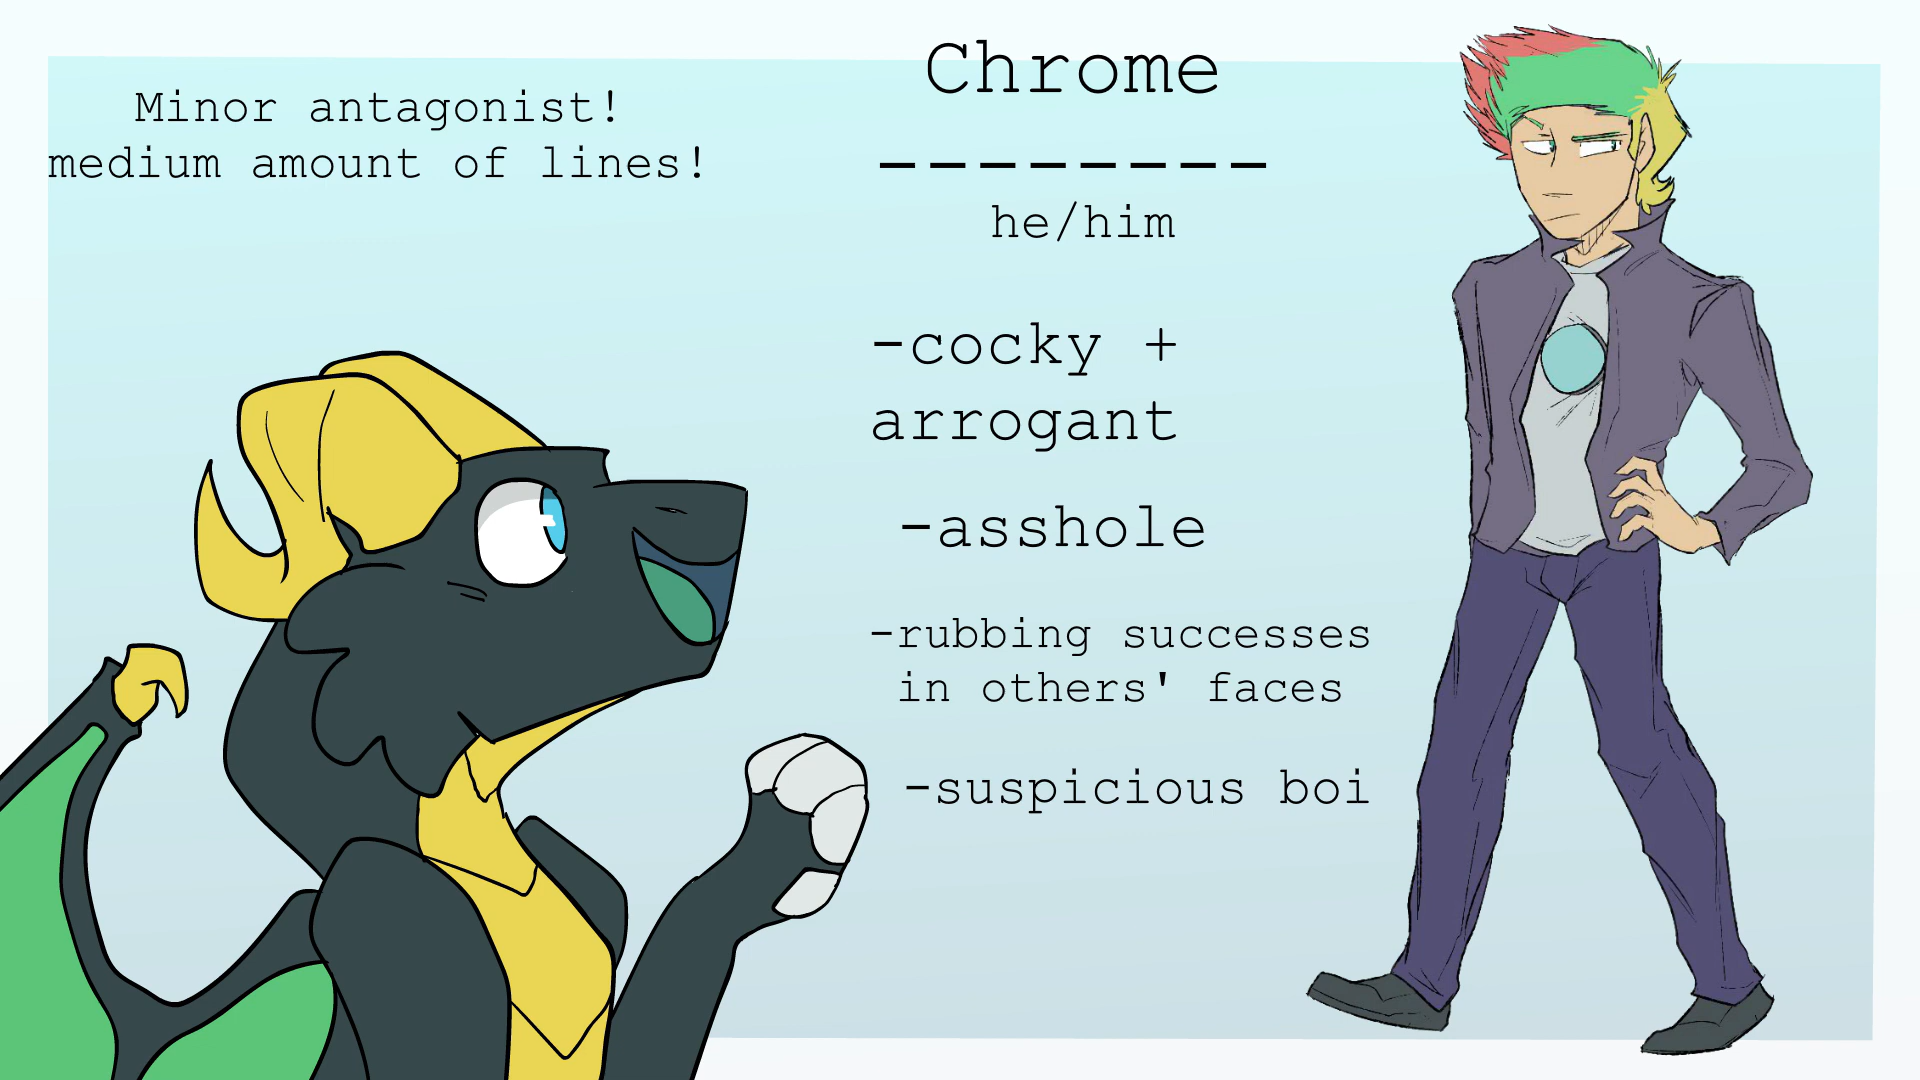 Minor antagonist!
medium amount of lines!
Chrome
--------
he/him
-cocky +
arrogant
-asshole
-rubbing successes
in others' faces
-suspicious boi